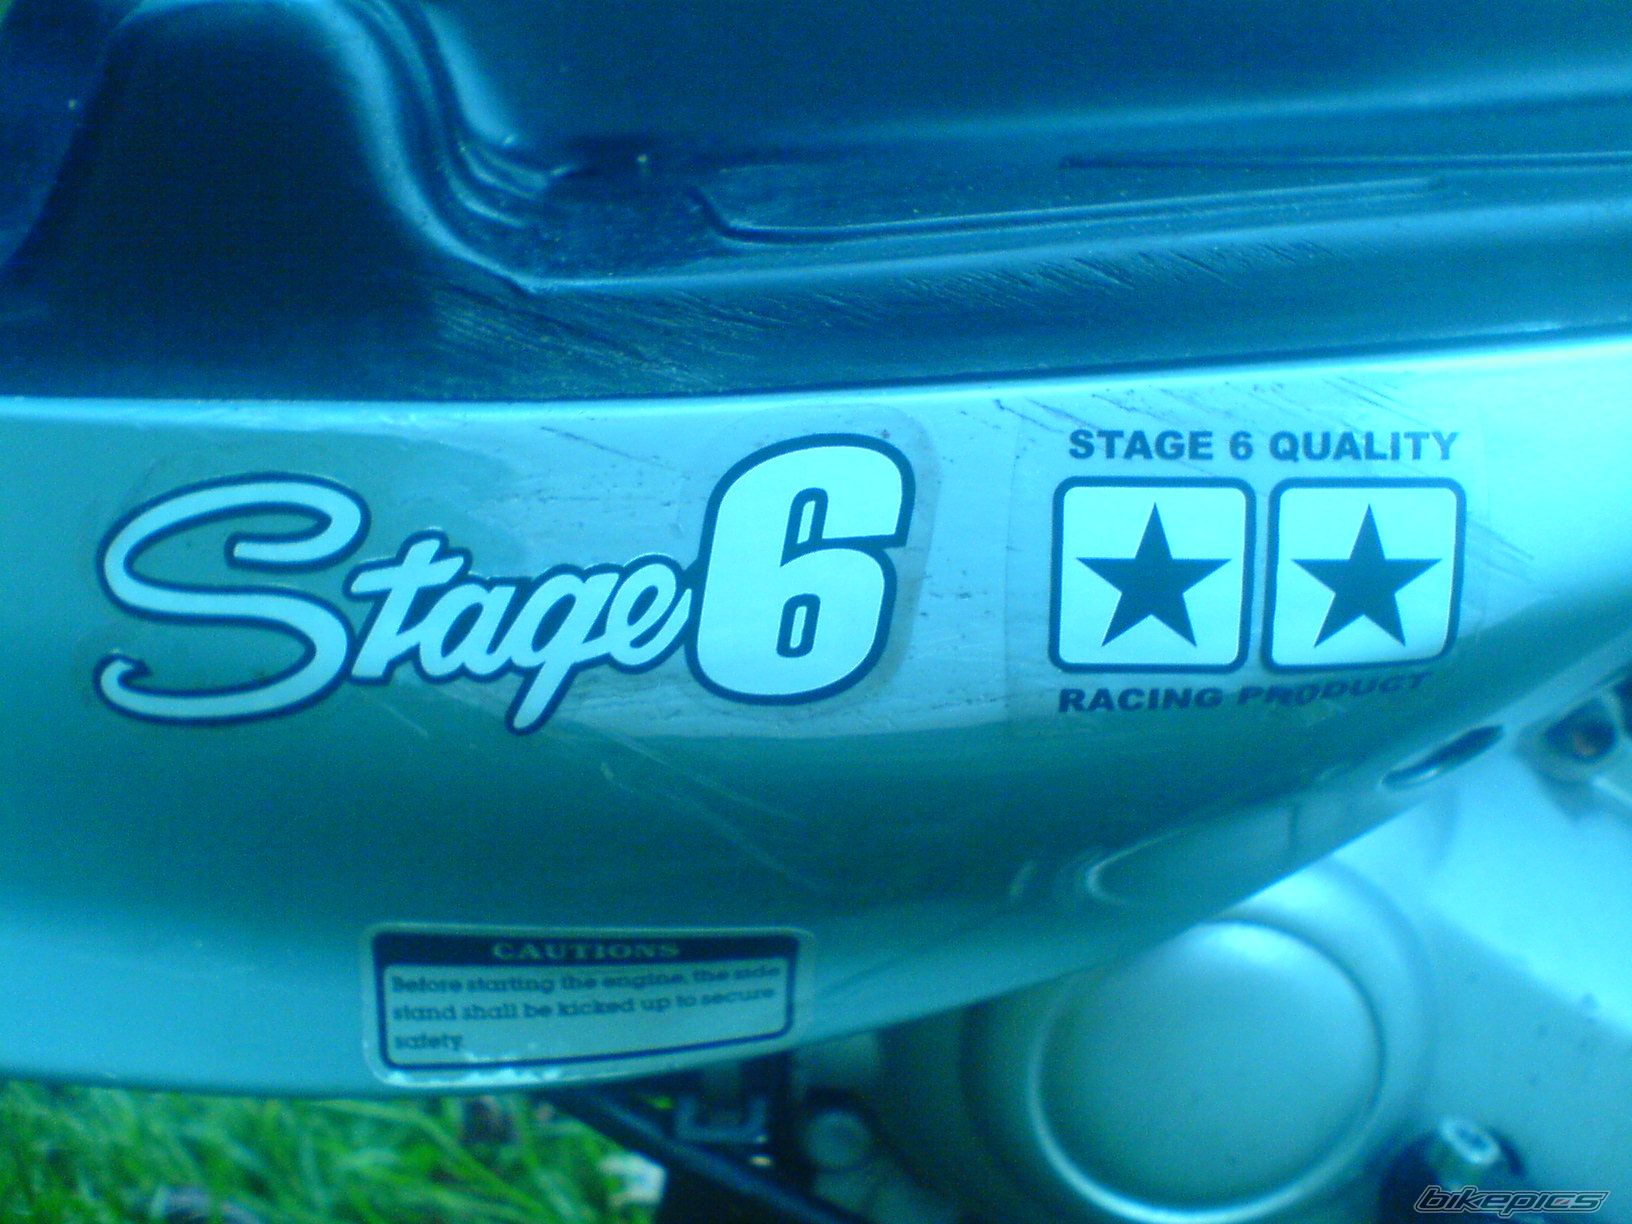 Stage6
STAGE 6 QUALITY
RACING PRODUCT
CAUTIONS
Before starting the engine, the side
stand shall be kicked up to secure
safety.
bikepics